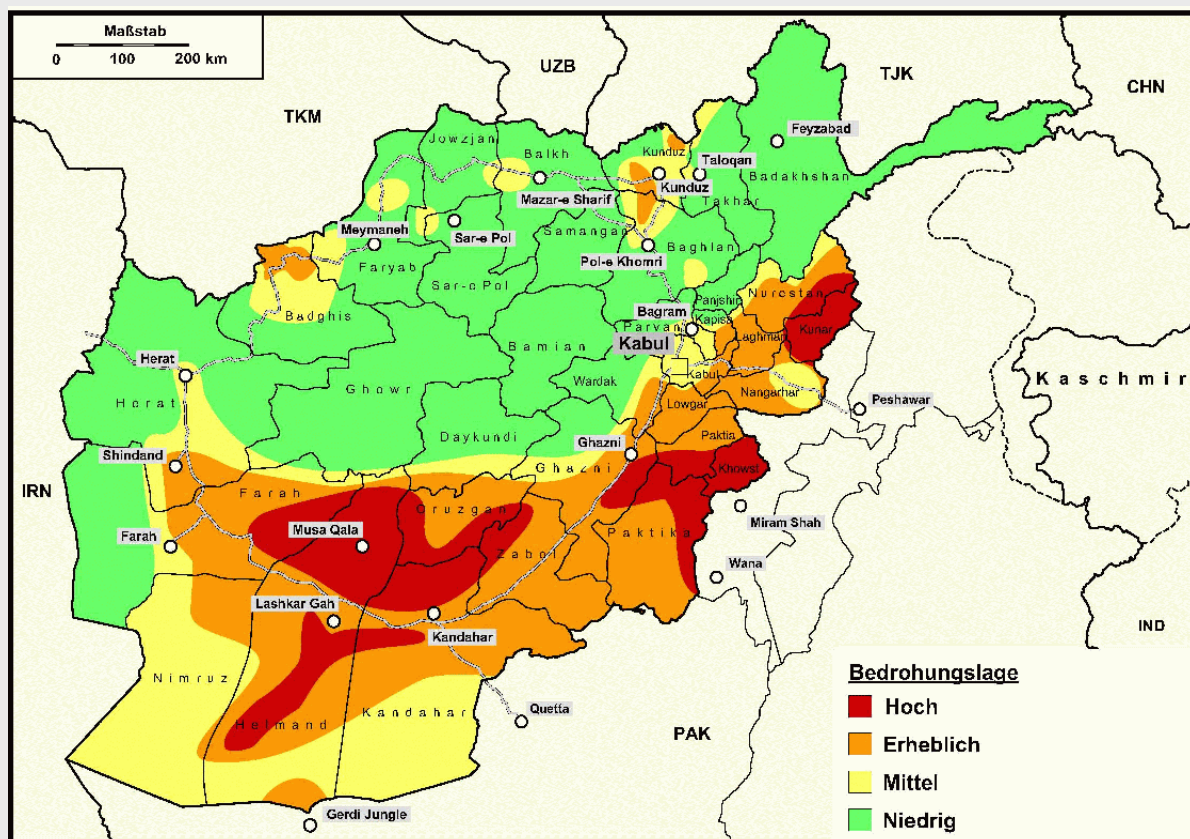 Maßstab
0 100 200 km
UZB
TJK
CHN
TKM
Feyzabad
Jowzjan
Balkh
Kunduz
Taloqan
Badakhshan
Kunduz
Mazar-e Sharif
Takhar
Meymaneh
Sar-e Pol
Samangan
Baghlan
Pol-e Khomri
Faryab
Sar-e Pol
Nurestan
Panjshir
Badghis
Bagram
Kapisa
Parvan
Kunar
Laghman
Kabul
Bamian
Herat
Kabul
Wardak
Kaschmir
Ghowr
Nangarhar
Herat
Lowgar
Peshawar
Daykundi
Paktia
Ghazni
Shindand
Ghazni
Khowst
IRN
Farah
Oruzgan
Miram Shah
Musa Qala
Paktika
Farah
Zabol
Wana
Lashkar Gah
Kandahar
IND
Nimruz
Bedrohungslage
Kandahar
Quetta
Hoch
Helmand
PAK
Erheblich
Mittel
Gerdi Jungle
Niedrig